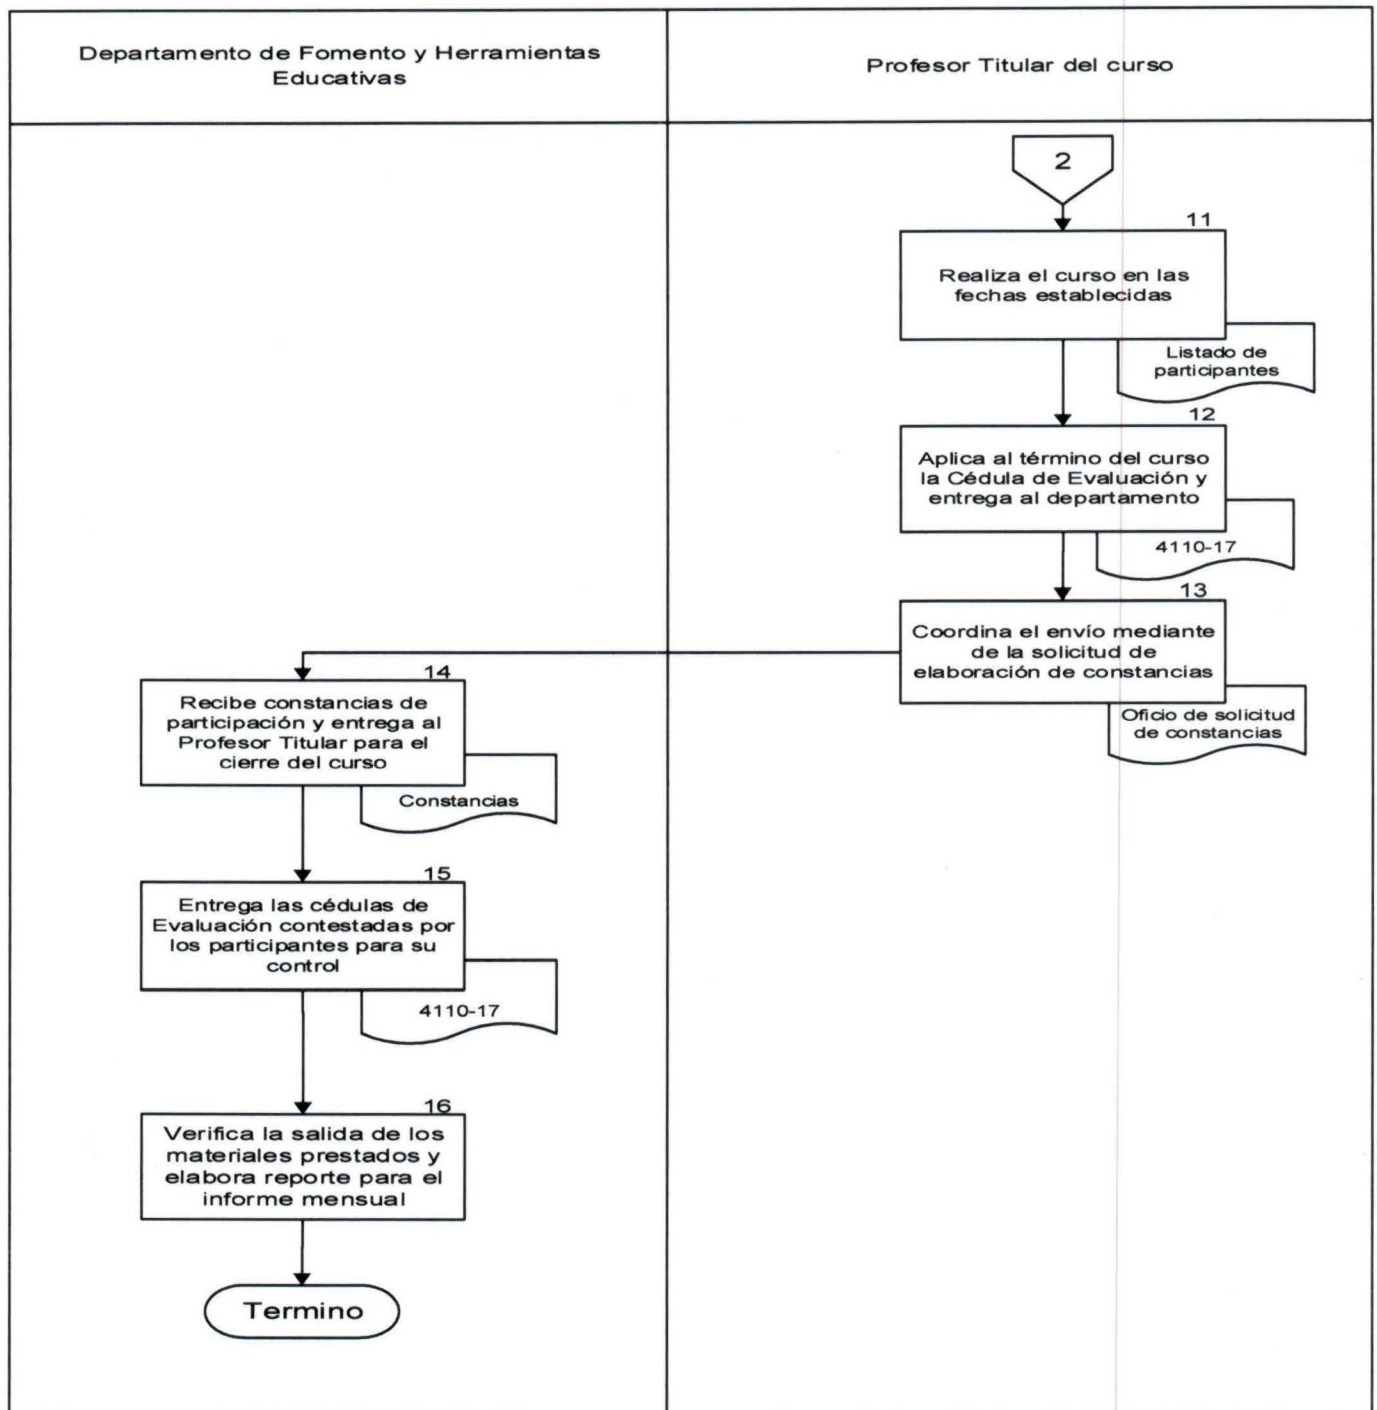 Departamento de Fomento y Herramientas
Educativas
Profesor Titular del curso
2
11
Realiza el curso en las
fechas establecidas
Listado de
participantes
12
Aplica al término del curso
la Cédula de Evaluación y
entrega al departamento
4110-17
13
Coordina el envío mediante
de la solicitud de
elaboración de constancias
Oficio de solicitud
de constancias
14
Recibe constancias de
participación y entrega al
Profesor Titular para el
cierre del curso
Constancias
15
Entrega las cédulas de
Evaluación contestadas por
los participantes para su
control
4110-17
16
Verifica la salida de los
materiales prestados y
elabora reporte para el
informe mensual
Termino